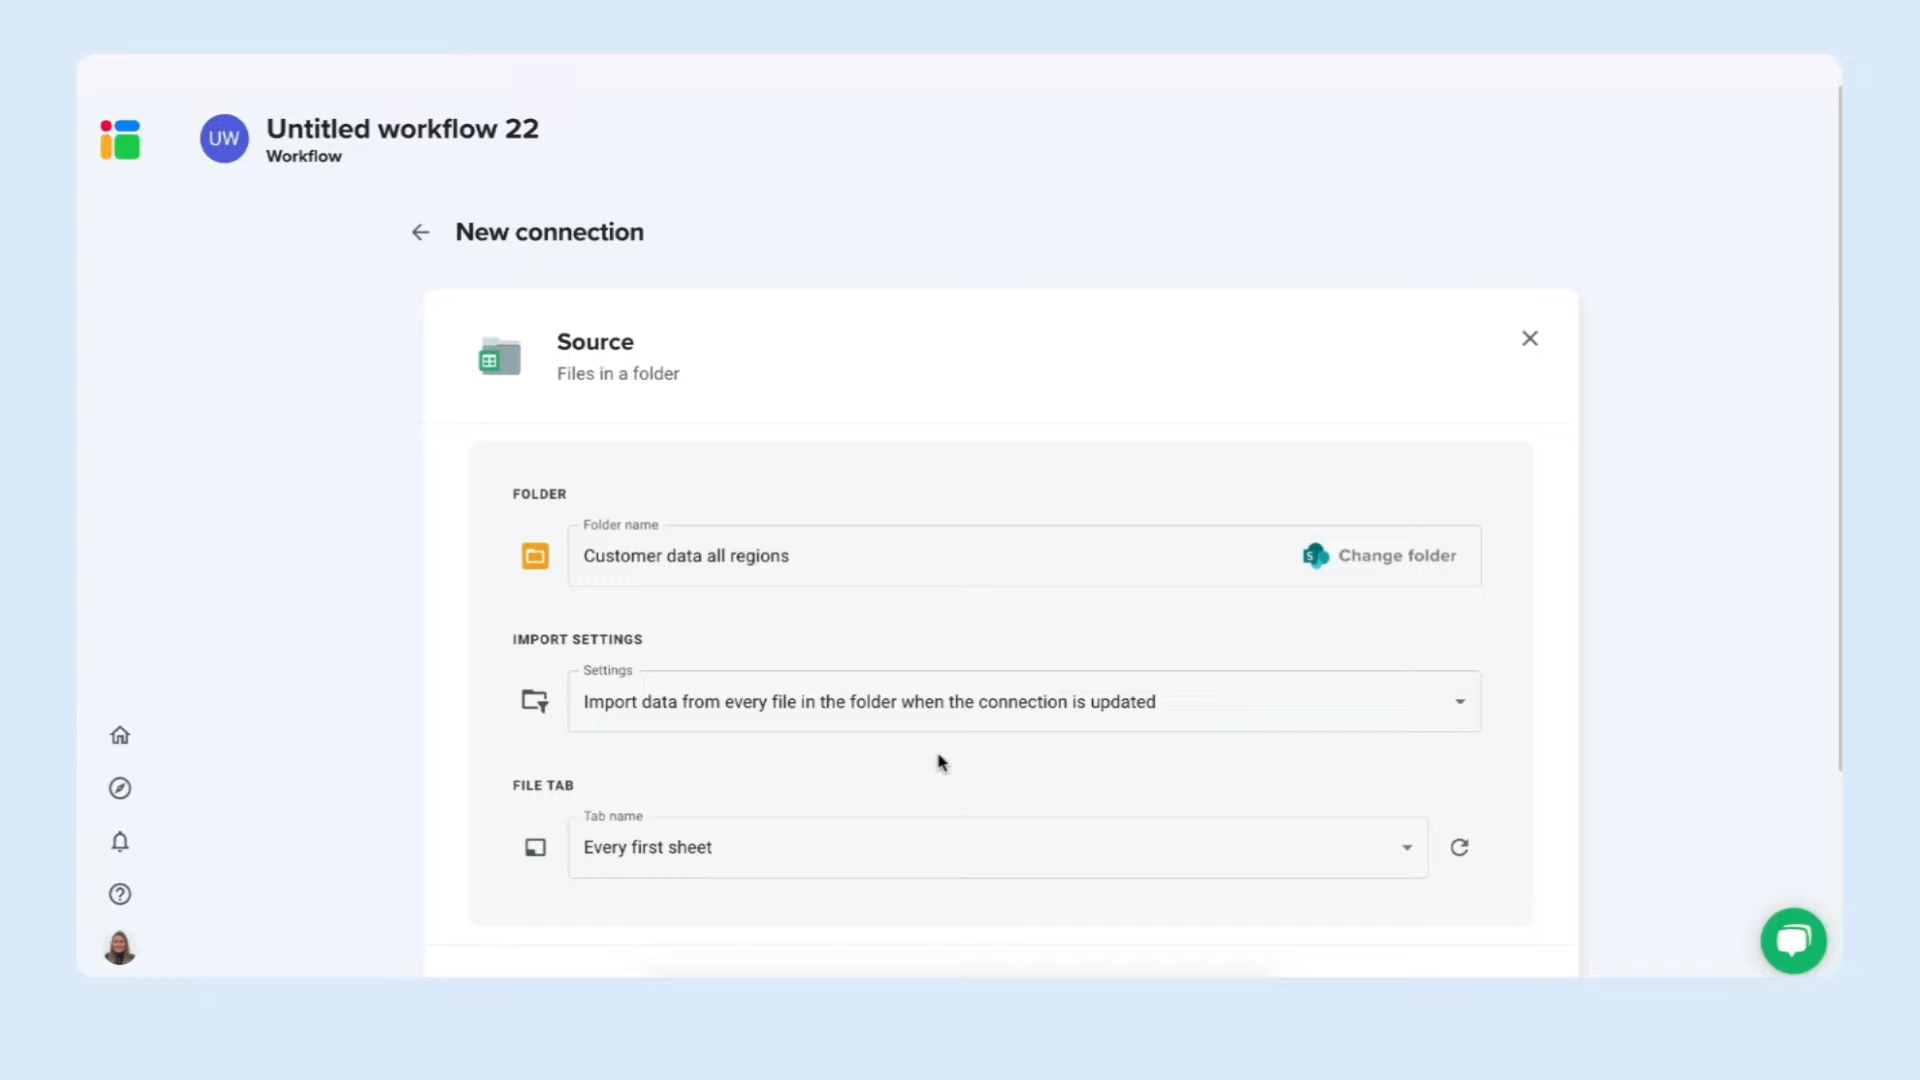 UW
Untitled workflow 22
Workflow
New connection
Source
Files in a folder
FOLDER
Folder name
Customer data all regions
S
Change folder
IMPORT SETTINGS
Settings
Import data from every file in the folder when the connection is updated
FILE TAB
Tab name
Every first sheet